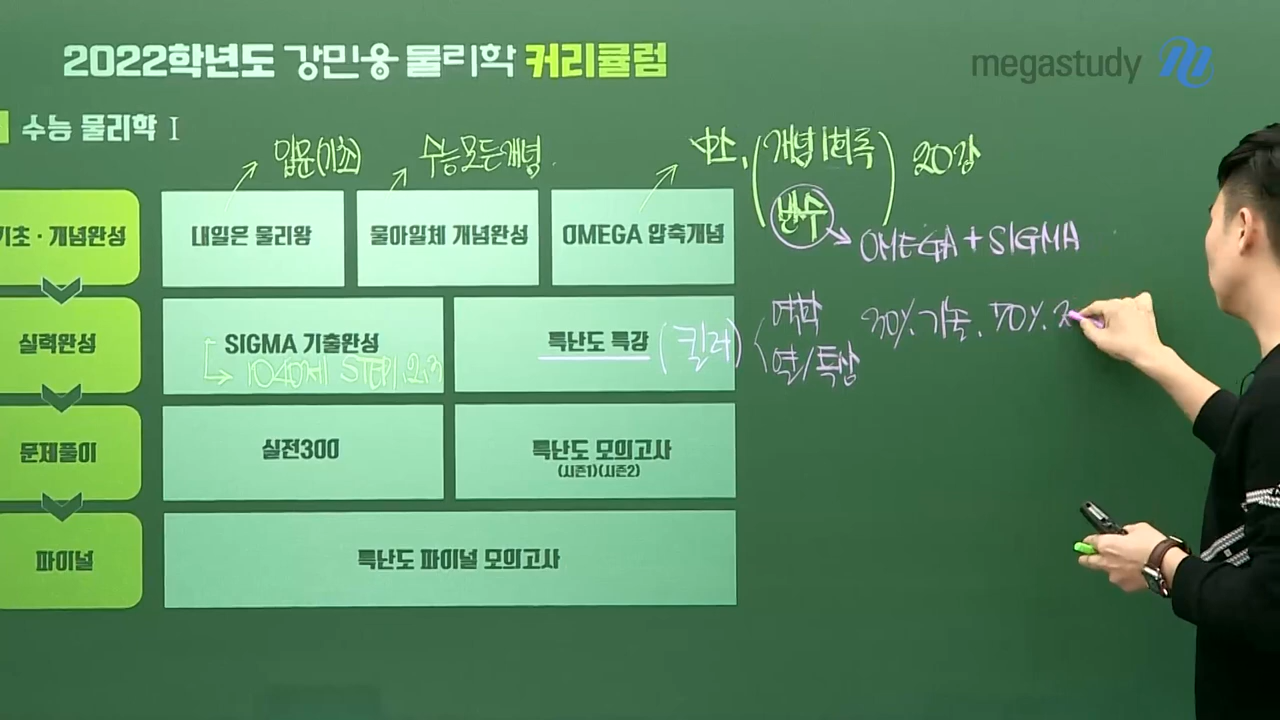 2022학년도 강민웅 물리학 커리큘럼
megastudy
수능 물리학 I
입문(기초)
수능모든개념.
(개념 1회독) 20강
기초·개념완성
내일은 물리왕
물아일체 개념완성
OMEGA 압축개념
반수
OMEGA + SIGMA
실력완성
SIGMA 기출완성
1040제 STEP 1.2.3
특난도 특강
(킬러)
역학
30%. 기출. 70%.
전/특상
문제풀이
실전300
특난도 모의고사
(시즌1)(시즌2)
파이널
특난도 파이널 모의고사